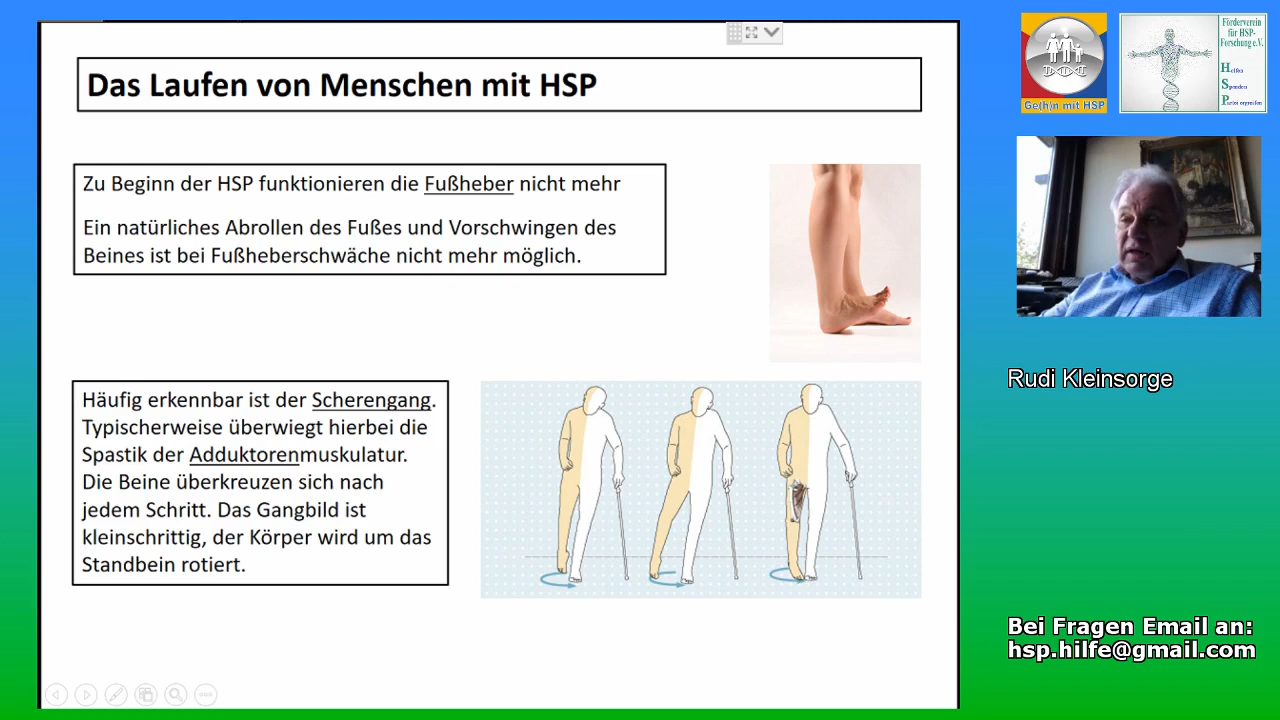 Das Laufen von Menschen mit HSP
Zu Beginn der HSP funktionieren die Fußheber nicht mehr
Ein natürliches Abrollen des Fußes und Vorschwingen des
Beines ist bei Fußheberschwäche nicht mehr möglich.
Häufig erkennbar ist der Scherengang.
Typischerweise überwiegt hierbei die
Spastik der Adduktorenmuskulatur.
Die Beine überkreuzen sich nach
jedem Schritt. Das Gangbild ist
kleinschrittig, der Körper wird um das
Standbein rotiert.
Ge(h)n mit HSP
Förderverein
für HSP-
Forschung e.V.
Helfen
Spenden
Partei ergreifen
Rudi Kleinsorge
Bei Fragen Email an:
hsp.hilfe@gmail.com